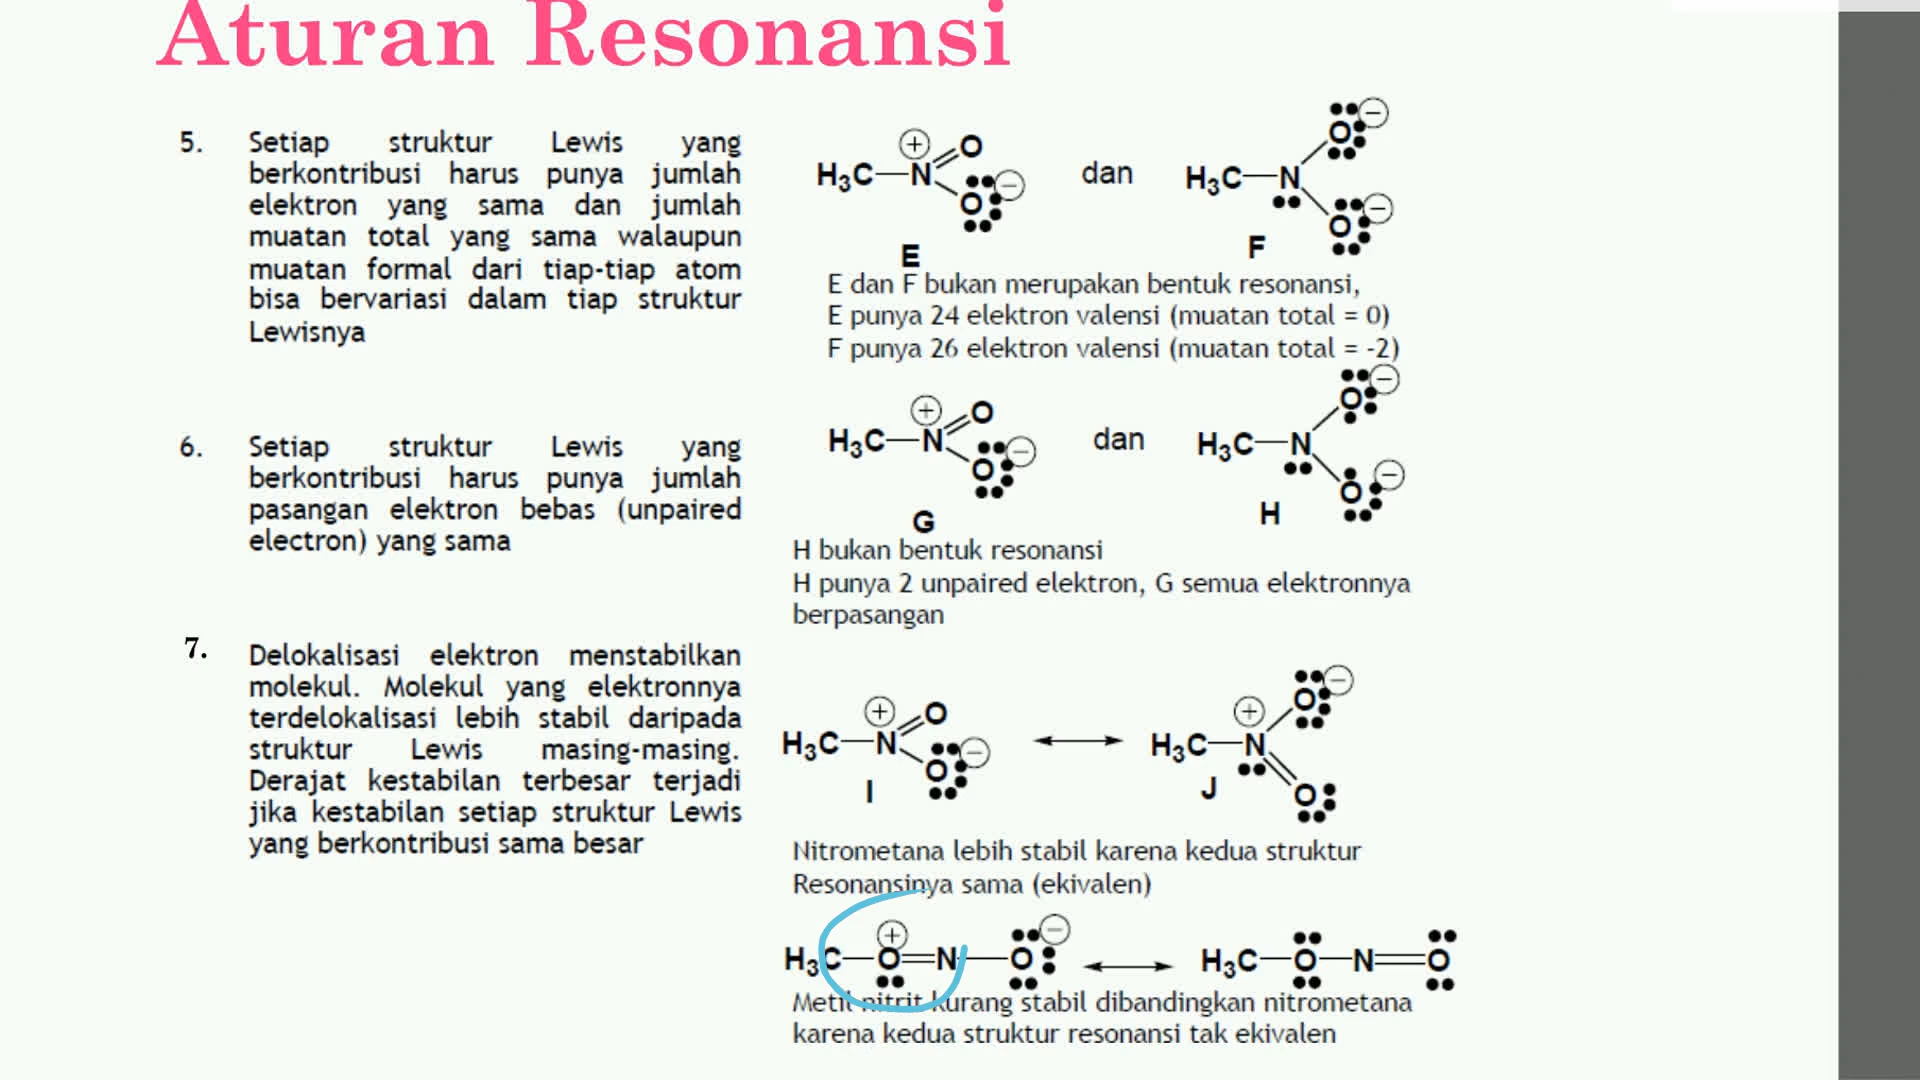 Aturan Resonansi
5. Setiap struktur Lewis yang
berkontribusi harus punya jumlah
elektron yang sama dan jumlah
muatan total yang sama walaupun
muatan formal dari tiap-tiap atom
bisa bervariasi dalam tiap struktur
Lewisnya
H₃C—N O O dan H₃C—N O O
E F
E dan F bukan merupakan bentuk resonansi,
E punya 24 elektron valensi (muatan total = 0)
F punya 26 elektron valensi (muatan total = -2)
6. Setiap struktur Lewis yang
berkontribusi harus punya jumlah
pasangan elektron bebas (unpaired
electron) yang sama
H₃C—N O O dan H₃C—N O O
G H
H bukan bentuk resonansi
H punya 2 unpaired elektron, G semua elektronnya
berpasangan
7. Delokalisasi elektron menstabilkan
molekul. Molekul yang elektronnya
terdelokalisasi lebih stabil daripada
struktur Lewis masing-masing.
Derajat kestabilan terbesar terjadi
jika kestabilan setiap struktur Lewis
yang berkontribusi sama besar
H₃C—N O O ⟷ H₃C—N O O
I J
Nitrometana lebih stabil karena kedua struktur
Resonansinya sama (ekivalen)
H₃C—O=N—O ⟷ H₃C—O—N=O
Metil nitrit kurang stabil dibandingkan nitrometana
karena kedua struktur resonansi tak ekivalen